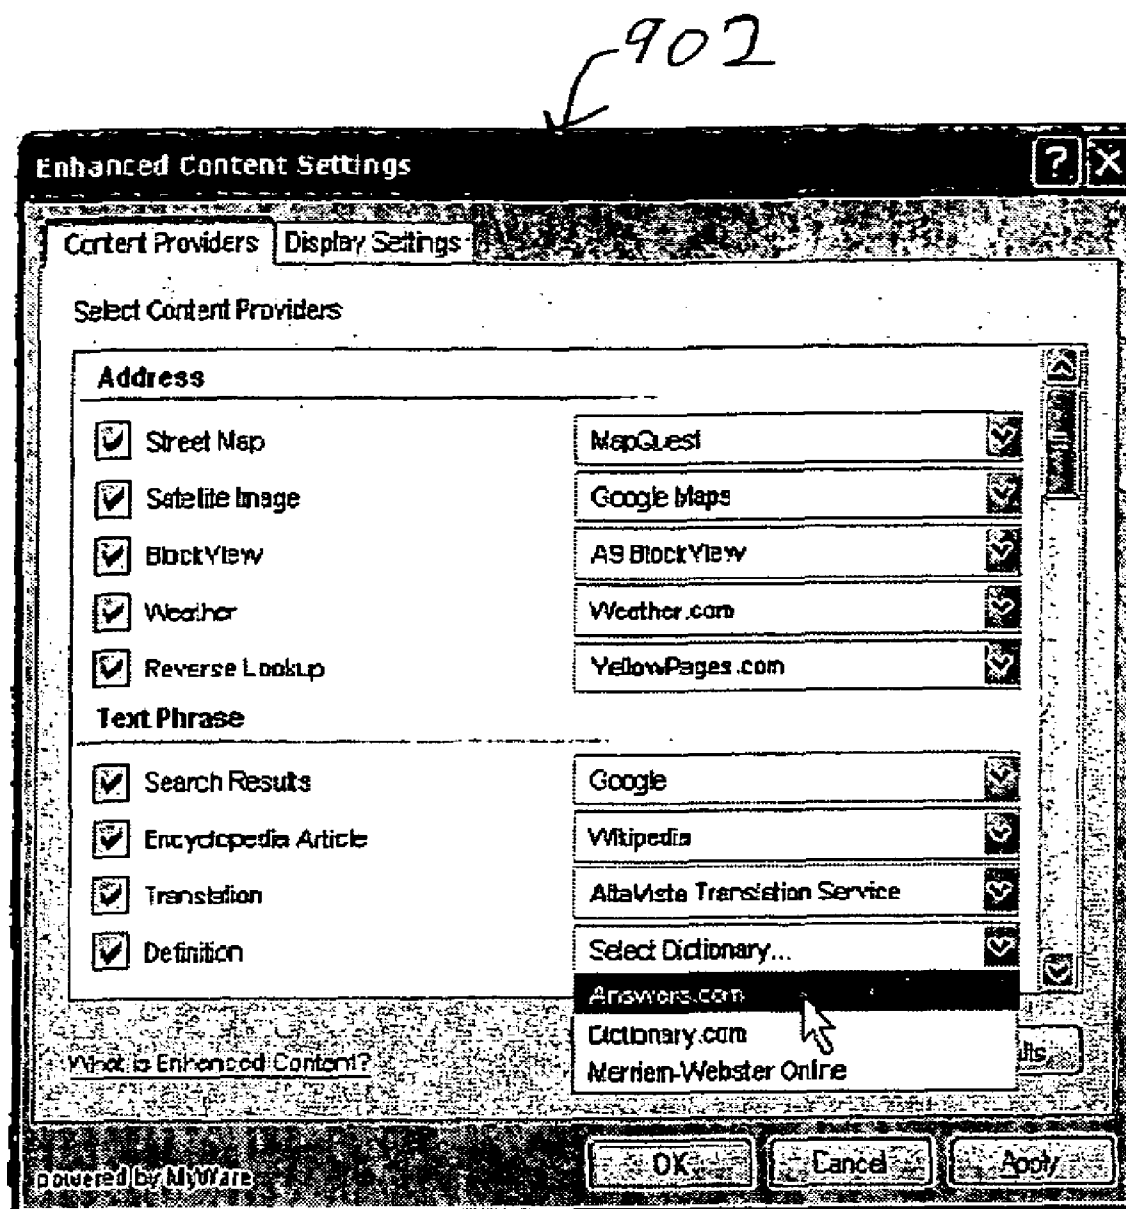 902
Enhanced Content Settings ? X
Content Providers Display Settings
Select Content Providers
Address
Street Map MapQuest
Satellite Image Google Maps
BlockView A9 BlockView
Weather Weather.com
Reverse Lookup YellowPages.com
Text Phrase
Search Results Google
Encyclopedia Article Wikipedia
Translation AltaVista Translation Service
Definition Select Dictionary...
Answers.com
Dictionary.com
What is Enhanced Content?
Merriem-Webster Online
OK Cancel Apply
powered by MyWare